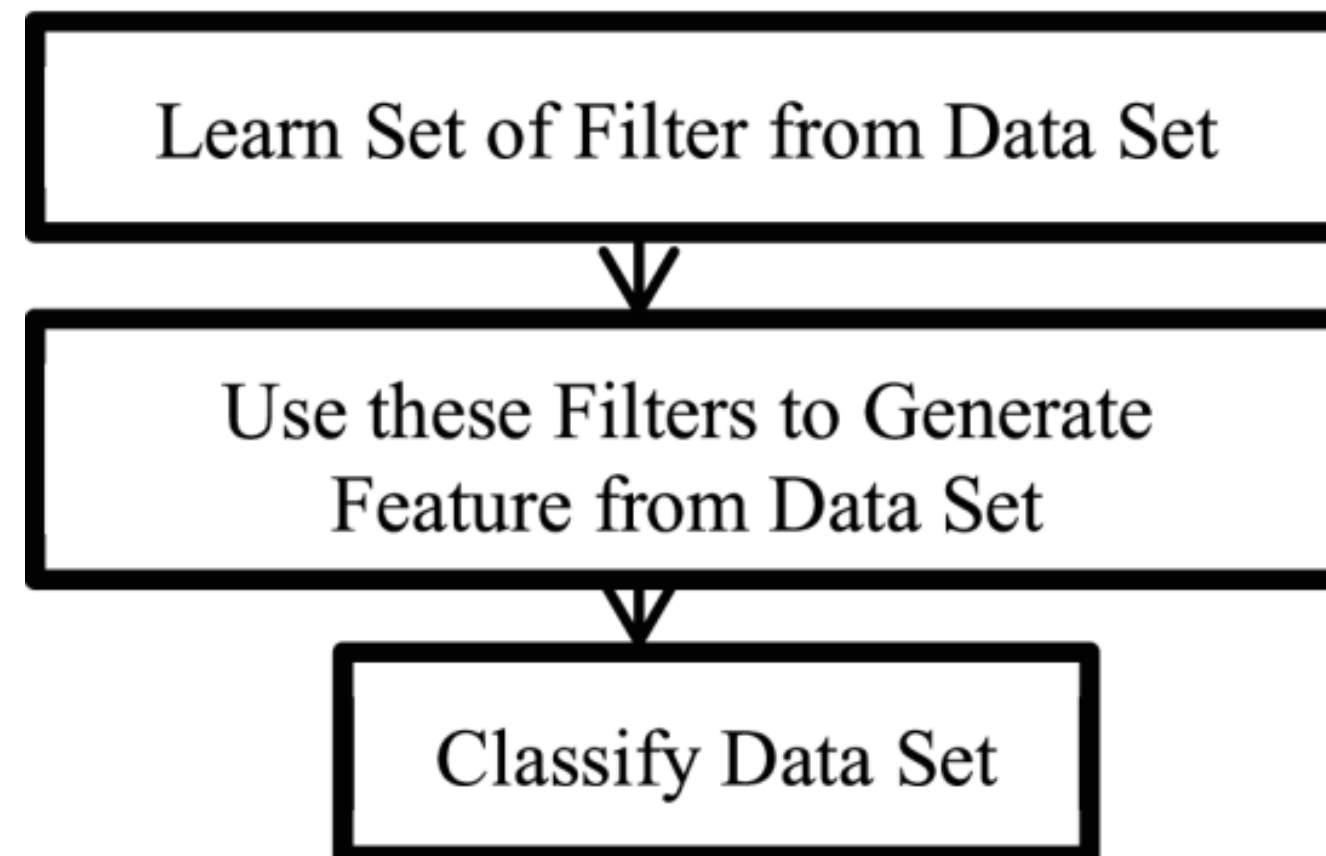 Learn Set of Filter from Data Set
Use these Filters to Generate
Feature from Data Set
Classify Data Set